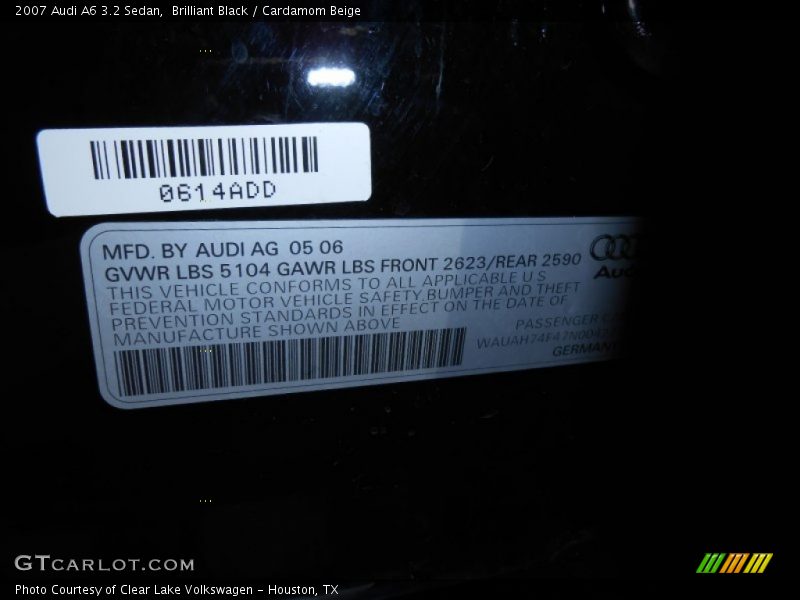 2007 Audi A6 3.2 Sedan, Brilliant Black / Cardamom Beige
0614ADD
MFD. BY AUDI AG 05 06
GVWR LBS 5104 GAWR LBS FRONT 2623/REAR 2590
THIS VEHICLE CONFORMS TO ALL APPLICABLE U S
FEDERAL MOTOR VEHICLE SAFETY,BUMPER AND THEFT
PREVENTION STANDARDS IN EFFECT ON THE DATE OF
MANUFACTURE SHOWN ABOVE
PASSENGER
GERMANY
GTCARLOT.COM
Photo Courtesy of Clear Lake Volkswagen - Houston, TX